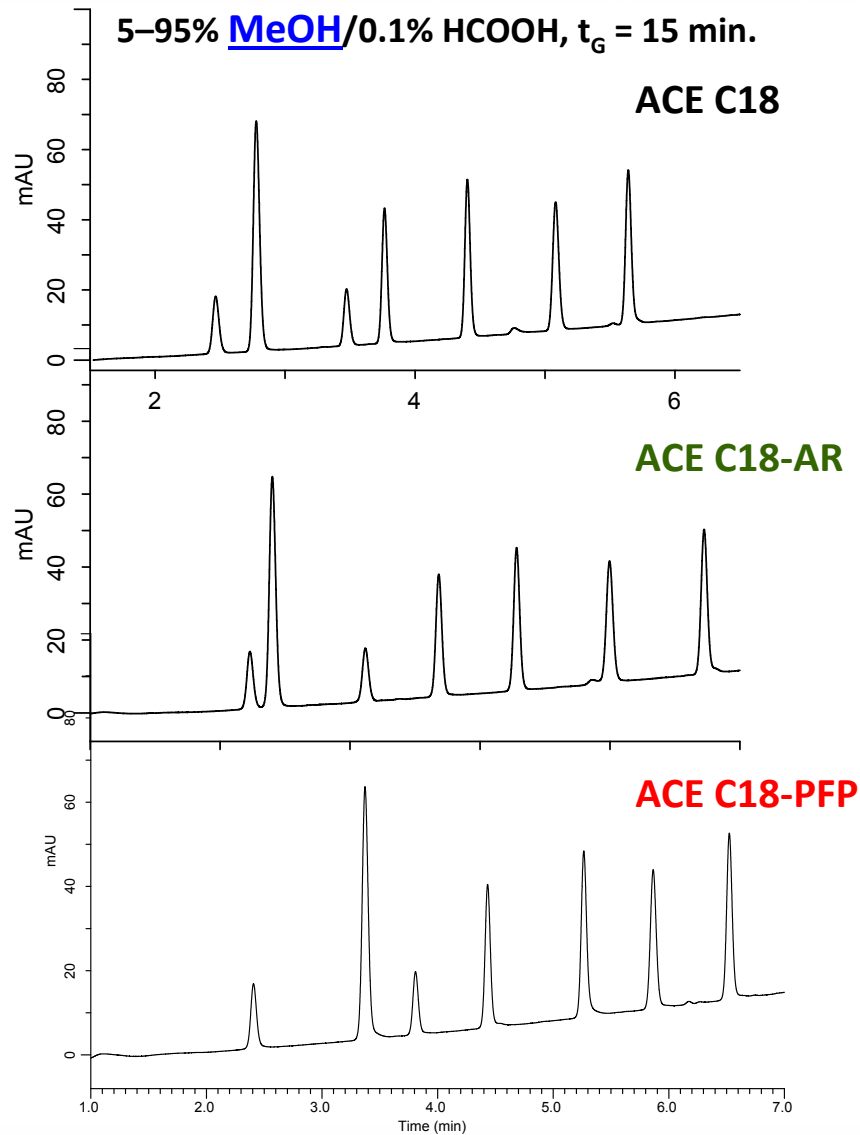 5–95% MeOH/0.1% HCOOH, tG = 15 min.
ACE C18
mAU
80
60
40
20
0
2 4 6
ACE C18-AR
mAU
80
60
40
20
0
80
ACE C18-PFP
mAU
60
40
20
0
1.0 2.0 3.0 4.0 5.0 6.0 7.0
Time (min)